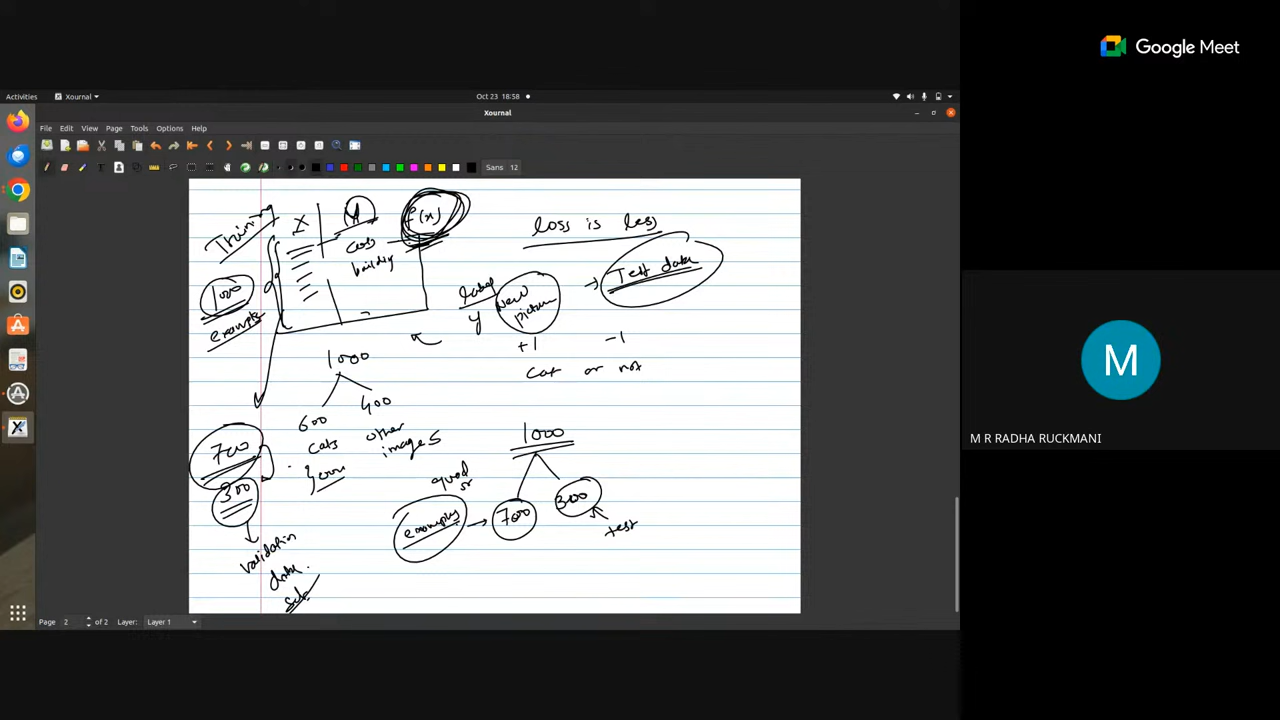 Google Meet
Activities
Xournal
Oct 23 18:58
Xournal
File Edit View Page Tools Options Help
Sans 12
Training
X
Y
f(x)
cats
building
1000
examples
loss is less
label
y
New
picture
Test data
+1 -1
cat or not
1000
600
cats
400
other
images
700
300
validation
data
1000
700
300
test
examples
M
M R RADHA RUCKMANI
Page 2 of 2 Layer: Layer 1